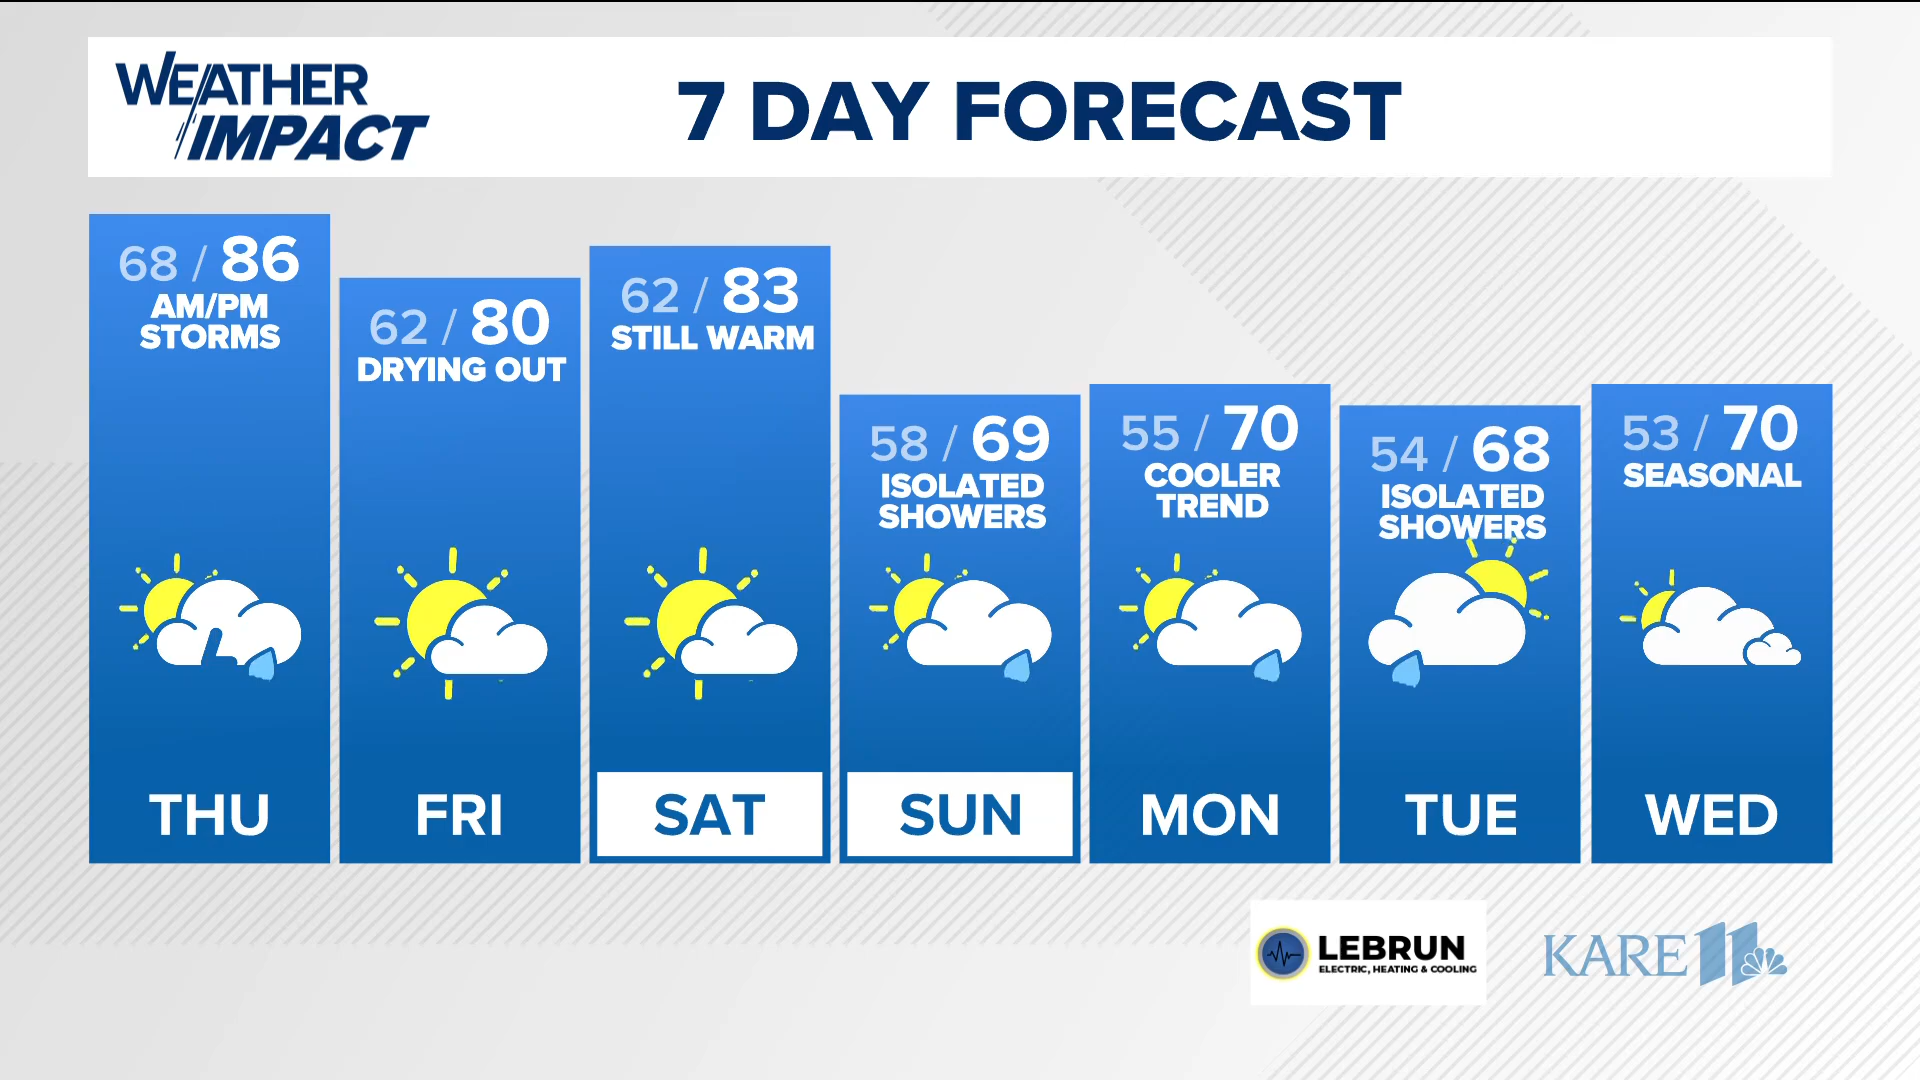 WEATHER
IMPACT
7 DAY FORECAST
68 / 86
AM/PM
STORMS
THU
62 / 80
DRYING OUT
FRI
62 / 83
STILL WARM
SAT
58 / 69
ISOLATED
SHOWERS
SUN
55 / 70
COOLER
TREND
MON
54 / 68
ISOLATED
SHOWERS
TUE
53 / 70
SEASONAL
WED
LEBRUN
ELECTRIC, HEATING & COOLING
KARE 11